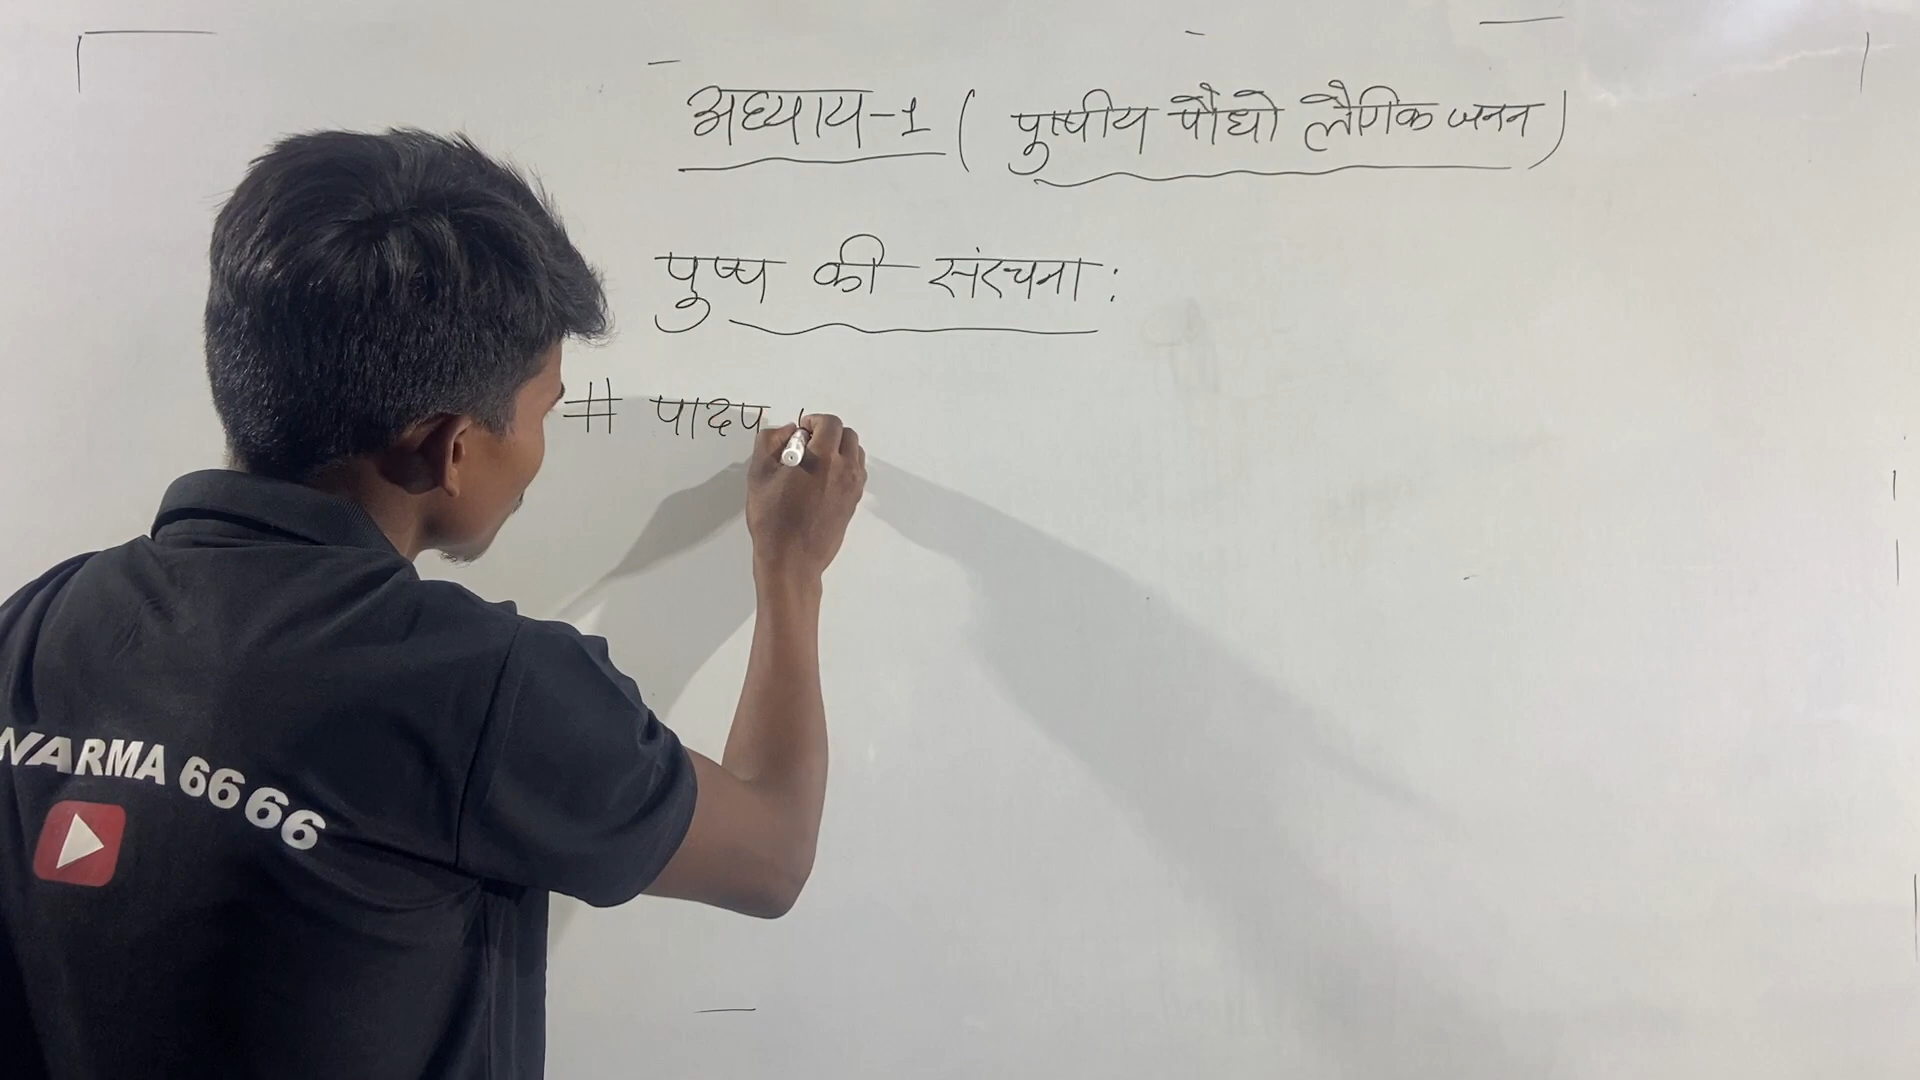 अध्याय-1 ( पुष्पीय पौधो लैगिक जनन )
पुष्प की संरचना :
# पादप
NARMA 6666